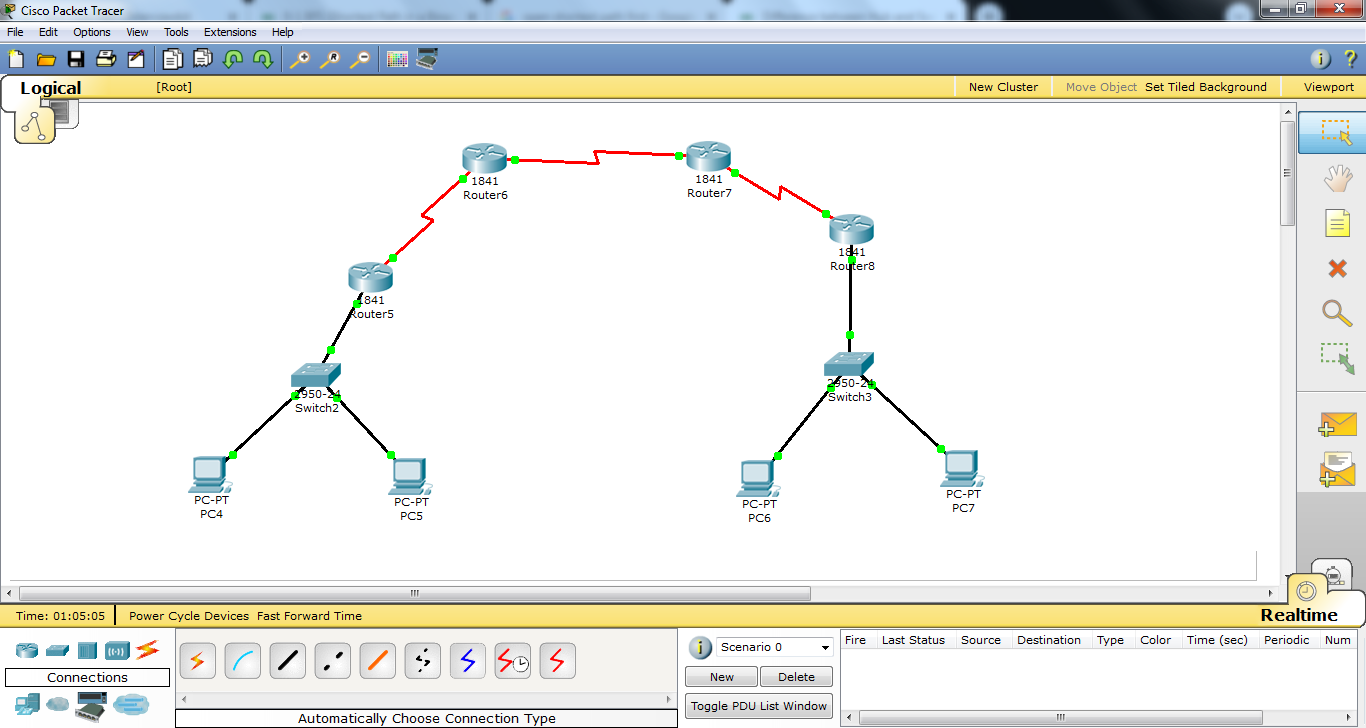 Cisco Packet Tracer
File Edit Options View Tools Extensions Help
Logical [Root] New Cluster Move Object Set Tiled Background Viewport
1841
Router6
1841
Router7
1841
Router8
1841
Router5
2950-24
Switch2
2950-24
Switch3
PC-PT
PC4
PC-PT
PC5
PC-PT
PC6
PC-PT
PC7
Time: 01:05:05 Power Cycle Devices Fast Forward Time Realtime
Connections
Automatically Choose Connection Type
Scenario 0
New Delete
Toggle PDU List Window
Fire Last Status Source Destination Type Color Time (sec) Periodic Num